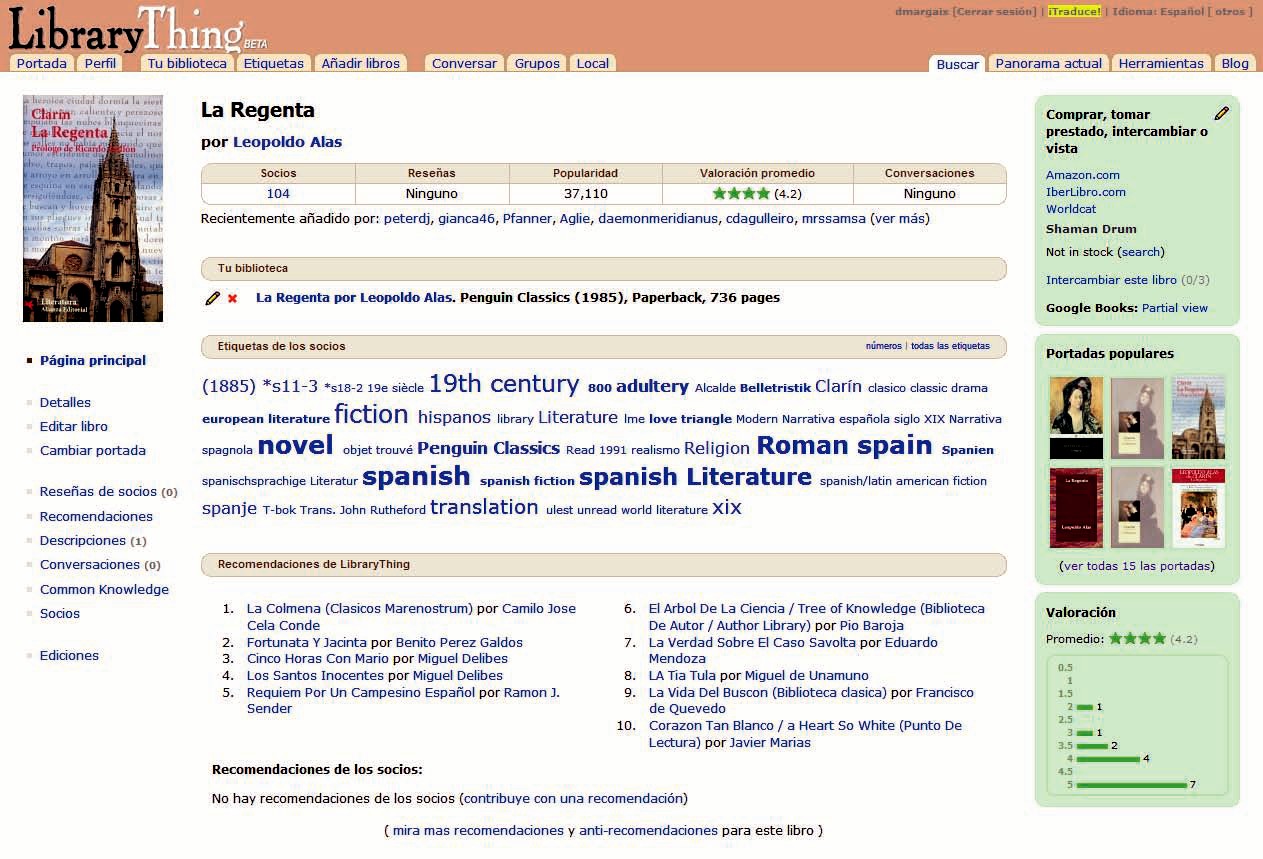 LibraryThing BETA
dmargaix [Cerrar sesión] | ¡Traduce! | Idioma: Español [ otros ]
Portada Perfil Tu biblioteca Etiquetas Añadir libros Conversar Grupos Local Buscar Panorama actual Herramientas Blog
Clarín
La Regenta
Literatura
Alianza Editorial
Página principal
Detalles
Editar libro
Cambiar portada
Reseñas de socios (0)
Recomendaciones
Descripciones (1)
Conversaciones (0)
Common Knowledge
Socios
Ediciones
La Regenta
por Leopoldo Alas
Socios Reseñas Popularidad Valoración promedio Conversaciones
104 Ninguno 37,110 (4.2) Ninguno
Recientemente añadido por: peterdj, gianca46, Pfanner, Aglie, daemonmeridianus, cdagulleiro, mrssamsa (ver más)
Tu biblioteca
La Regenta por Leopoldo Alas. Penguin Classics (1985), Paperback, 736 pages
Etiquetas de los socios números | todas las etiquetas
(1885) *s11-3 *s18-2 19e siècle 19th century 800 adultery Alcalde Belletristik Clarín clasico classic drama
european literature fiction hispanos library Literature lme love triangle Modern Narrativa española siglo XIX Narrativa
spagnola novel objet trouvé Penguin Classics Read 1991 realismo Religion Roman spain Spanien
spanischsprachige Literatur spanish spanish fiction spanish Literature spanish/latin american fiction
spanje T-bok Trans. John Rutheford translation ulest unread world literature xix
Recomendaciones de LibraryThing
1. La Colmena (Clasicos Marenostrum) por Camilo Jose
Cela Conde
2. Fortunata Y Jacinta por Benito Perez Galdos
3. Cinco Horas Con Mario por Miguel Delibes
4. Los Santos Inocentes por Miguel Delibes
5. Requiem Por Un Campesino Español por Ramon J.
Sender
6. El Arbol De La Ciencia / Tree of Knowledge (Biblioteca
De Autor / Author Library) por Pio Baroja
7. La Verdad Sobre El Caso Savolta por Eduardo
Mendoza
8. LA Tia Tula por Miguel de Unamuno
9. La Vida Del Buscon (Biblioteca clasica) por Francisco
de Quevedo
10. Corazon Tan Blanco / a Heart So White (Punto De
Lectura) por Javier Marias
Recomendaciones de los socios:
No hay recomendaciones de los socios (contribuye con una recomendación)
( mira mas recomendaciones y anti-recomendaciones para este libro )
Comprar, tomar
prestado, intercambiar o
vista
Amazon.com
IberLibro.com
Worldcat
Shaman Drum
Not in stock (search)
Intercambiar este libro (0/3)
Google Books: Partial view
Portadas populares
(ver todas 15 las portadas)
Valoración
Promedio: (4.2)
0.5
1
1.5
2 1
2.5
3 1
3.5 2
4 4
4.5
5 7